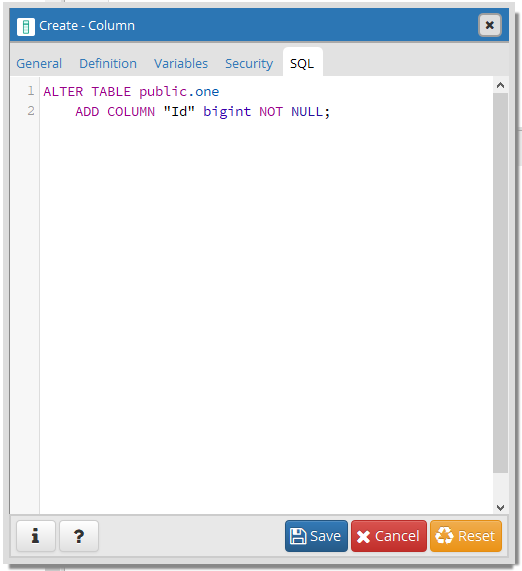 Create - Column
General Definition Variables Security SQL
1 ALTER TABLE public.one
2 ADD COLUMN "Id" bigint NOT NULL;
i ? Save Cancel Reset